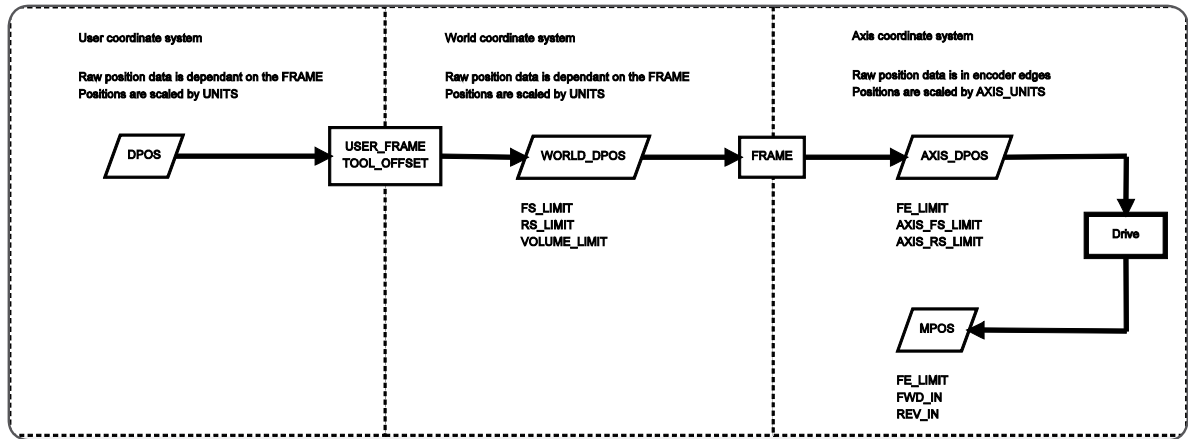 User coordinate system
Raw position data is dependant on the FRAME
Positions are scaled by UNITS
World coordinate system
Raw position data is dependant on the FRAME
Positions are scaled by UNITS
Axis coordinate system
Raw position data is in encoder edges
Positions are scaled by AXIS_UNITS
DPOS
USER_FRAME
TOOL_OFFSET
WORLD_DPOS
FRAME
AXIS_DPOS
FS_LIMIT
RS_LIMIT
VOLUME_LIMIT
FE_LIMIT
AXIS_FS_LIMIT
AXIS_RS_LIMIT
Drive
MPOS
FE_LIMIT
FWD_IN
REV_IN